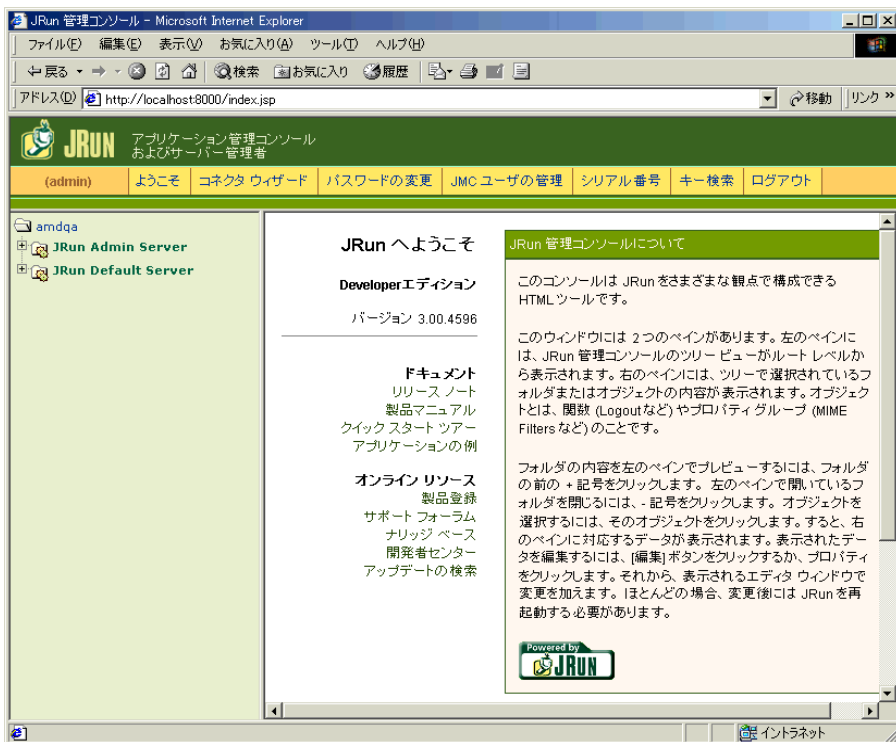 JRun 管理コンソール - Microsoft Internet Explorer
ファイル(F) 編集(E) 表示(V) お気に入り(A) ツール(T) ヘルプ(H)
戻る 検索 お気に入り 履歴
アドレス(D) http://localhost:8000/index.jsp 移動 リンク »
JRUN アプリケーション管理コンソール
およびサーバー管理者
(admin) ようこそ コネクタ ウィザード パスワードの変更 JMC ユーザの管理 シリアル番号 キー検索 ログアウト
amdqa
JRun Admin Server
JRun Default Server
JRun へようこそ
Developerエディション
バージョン 3.00.4596
ドキュメント
リリース ノート
製品マニュアル
クイック スタート ツアー
アプリケーションの例
オンライン リソース
製品登録
サポート フォーラム
ナリッジ ベース
開発者センター
アップデートの検索
JRun 管理コンソールについて
このコンソールは JRun をさまざまな観点で構成できる
HTML ツールです。
このウィンドウには 2 つのペインがあります。左のペインに
は、JRun 管理コンソールのツリー ビューがルート レベルか
ら表示されます。右のペインには、ツリーで選択されているフ
ォルダまたはオブジェクトの内容が表示されます。オブジェク
トとは、関数 (Logout など) やプロパティ グループ (MIME
Filters など) のことです。
フォルダの内容を左のペインでプレビューするには、フォルダ
の前の + 記号をクリックします。 左のペインで開いているフ
ォルダを閉じるには、- 記号をクリックします。 オブジェクトを
選択するには、そのオブジェクトをクリックします。すると、右
のペインに対応するデータが表示されます。表示されたデー
タを編集するには、[編集] ボタンをクリックするか、プロパティ
をクリックします。それから、表示されるエディタ ウィンドウで
変更を加えます。ほとんどの場合、変更後には JRun を再
起動する必要があります。
Powered by
JRUN
イントラネット